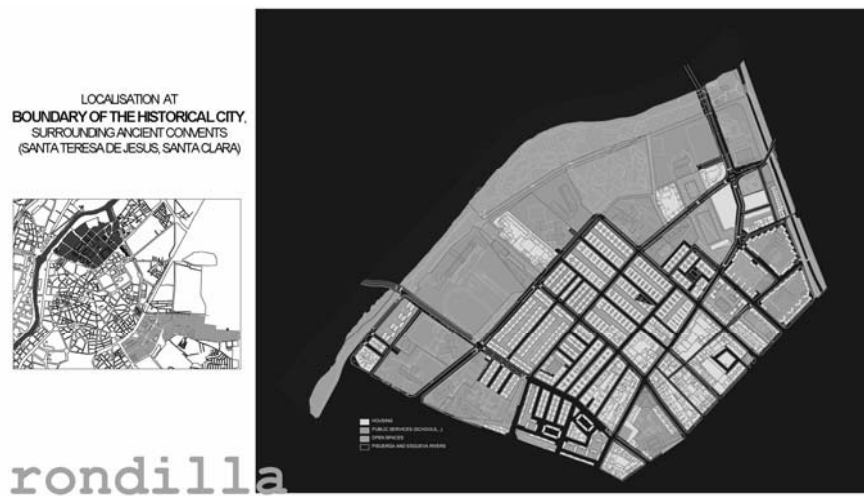 LOCALISATION AT
BOUNDARY OF THE HISTORICAL CITY,
SURROUNDING ANCIENT CONVENTS
(SANTA TERESA DE JESUS, SANTA CLARA)
HOUSING
PUBLIC SERVICES (SCHOOLS,..)
OPEN SPACES
PISUERGA AND ESGUEVA RIVERS
rondilla